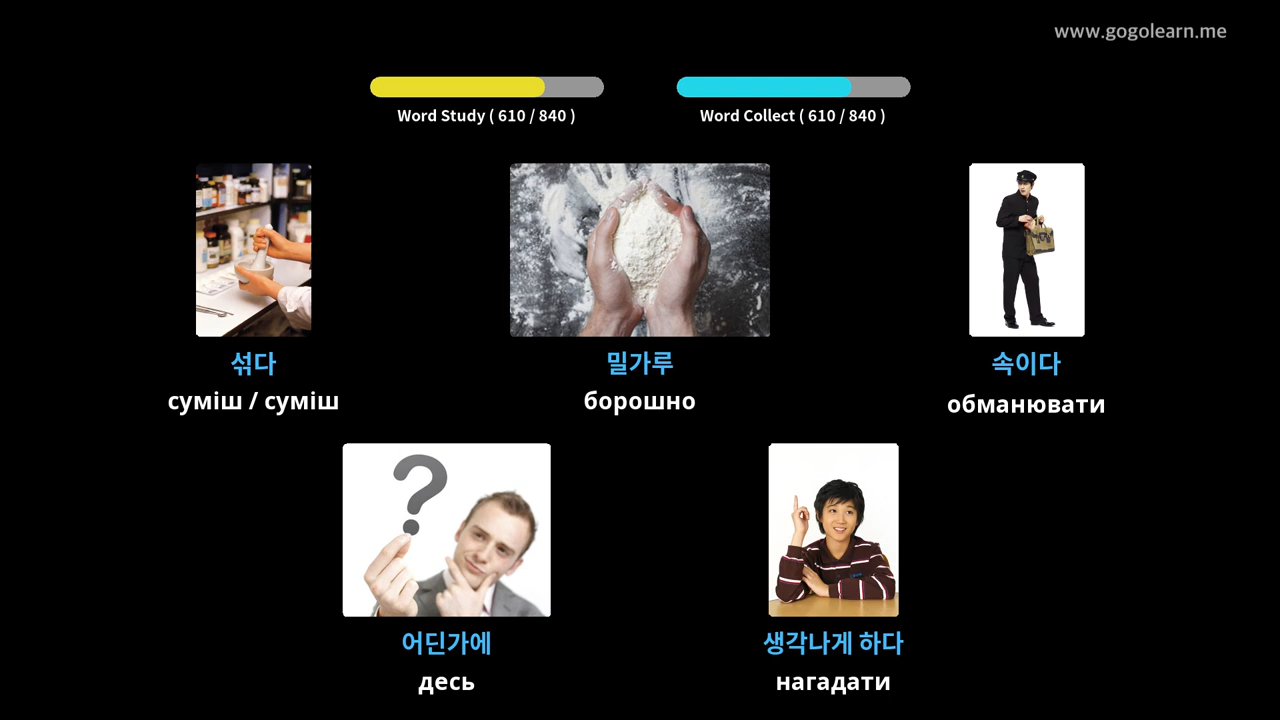 www.gogolearn.me
Word Study ( 610 / 840 )
Word Collect ( 610 / 840 )
섞다
суміш / суміш
밀가루
борошно
속이다
обманювати
어딘가에
десь
생각나게 하다
нагадати